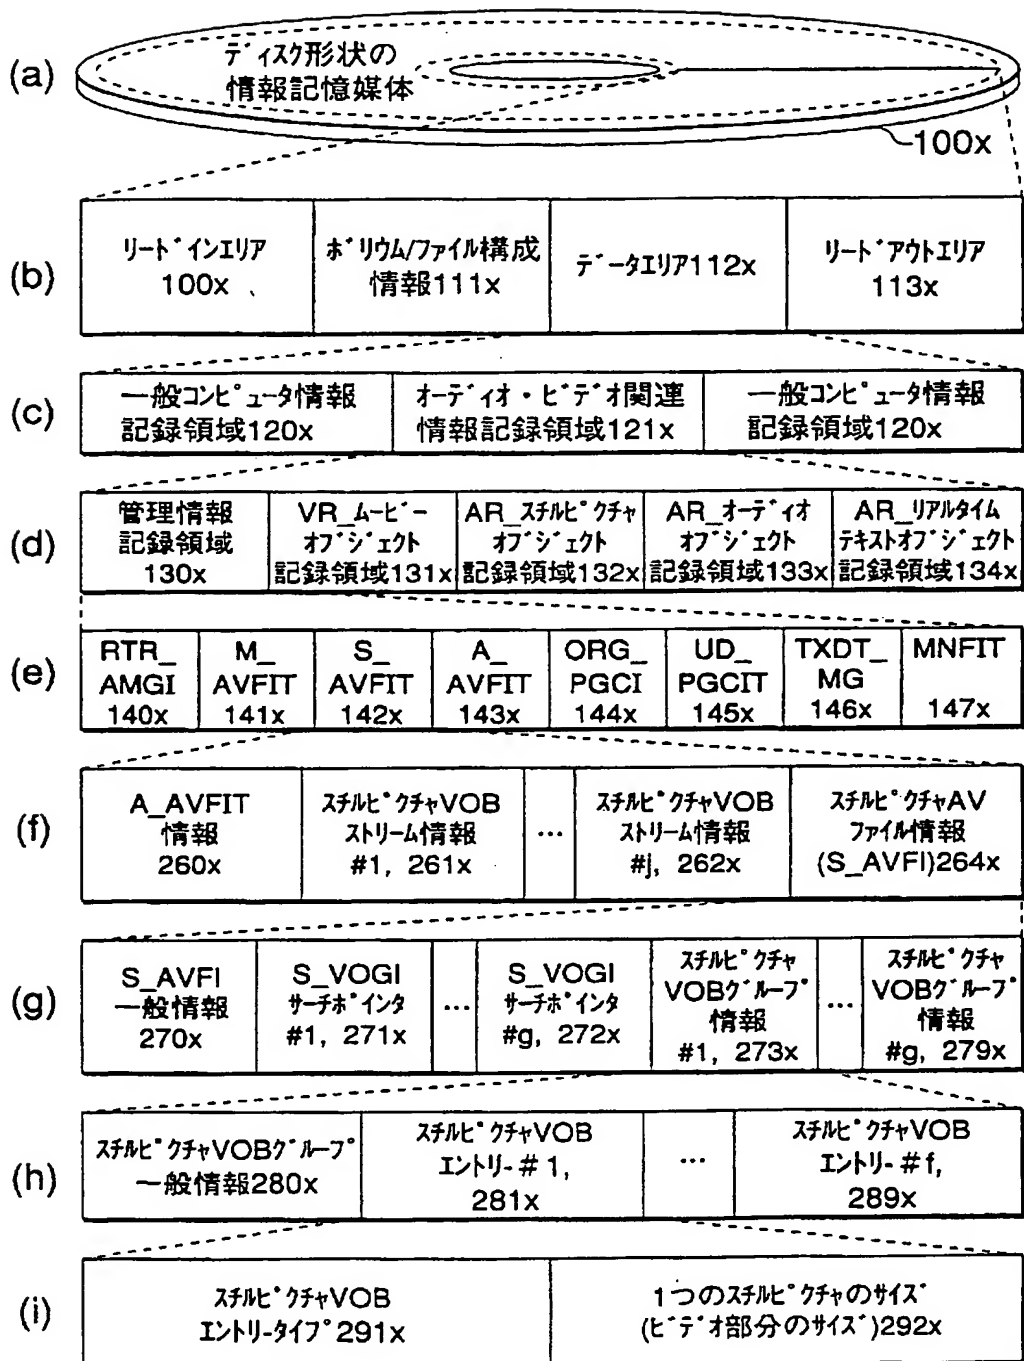 (a)
ディスク形状の
情報記憶媒体
100x
(b)
リードインエリア
100x
ボリウム/ファイル構成
情報111x
データエリア112x
リードアウトエリア
113x
(c)
一般コンピュータ情報
記録領域120x
オーディオ・ビデオ関連
情報記録領域121x
一般コンピュータ情報
記録領域120x
(d)
管理情報
記録領域
130x
VR_ムービー
オブジェクト
記録領域131x
AR_スチルピクチャ
オブジェクト
記録領域132x
AR_オーディオ
オブジェクト
記録領域133x
AR_リアルタイム
テキストオブジェクト
記録領域134x
(e)
RTR_
AMGI
140x
M_
AVFIT
141x
S_
AVFIT
142x
A_
AVFIT
143x
ORG_
PGCI
144x
UD_
PGCIT
145x
TXDT_
MG
146x
MNFIT
147x
(f)
A_AVFIT
情報
260x
スチルピクチャVOB
ストリーム情報
#1, 261x
...
スチルピクチャVOB
ストリーム情報
#j, 262x
スチルピクチャAV
ファイル情報
(S_AVFI)264x
(g)
S_AVFI
一般情報
270x
S_VOGI
サーチポインタ
#1, 271x
...
S_VOGI
サーチポインタ
#g, 272x
スチルピクチャ
VOBグループ
情報
#1, 273x
...
スチルピクチャ
VOBグループ
情報
#g, 279x
(h)
スチルピクチャVOBグループ
一般情報280x
スチルピクチャVOB
エントリー#1,
281x
...
スチルピクチャVOB
エントリー#f,
289x
(i)
スチルピクチャVOB
エントリータイプ291x
1つのスチルピクチャのサイズ
(ビデオ部分のサイズ)292x